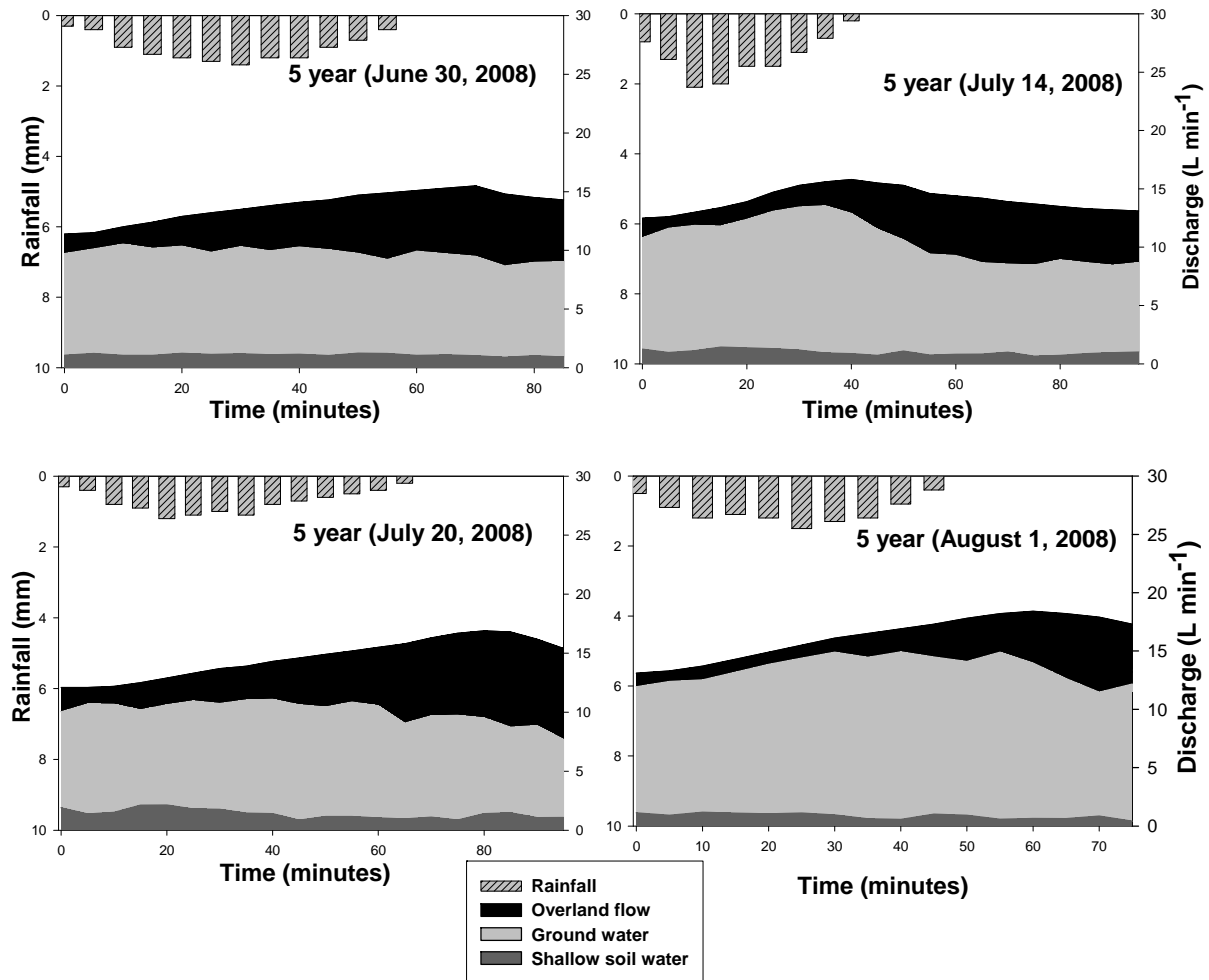 5 year (June 30, 2008)
Rainfall (mm)
0
2
4
6
8
10
30
25
20
15
10
5
0
0 20 40 60 80
Time (minutes)
5 year (July 14, 2008)
0
2
4
6
8
10
30
25
20
15
10
5
0
Discharge (L min-1)
0 20 40 60 80
Time (minutes)
5 year (July 20, 2008)
Rainfall (mm)
0
2
4
6
8
10
30
25
20
15
10
5
0
0 20 40 60 80
Time (minutes)
5 year (August 1, 2008)
0
2
4
6
8
10
30
25
20
15
10
5
0
Discharge (L min-1)
0 10 20 30 40 50 60 70
Time (minutes)
Rainfall
Overland flow
Ground water
Shallow soil water